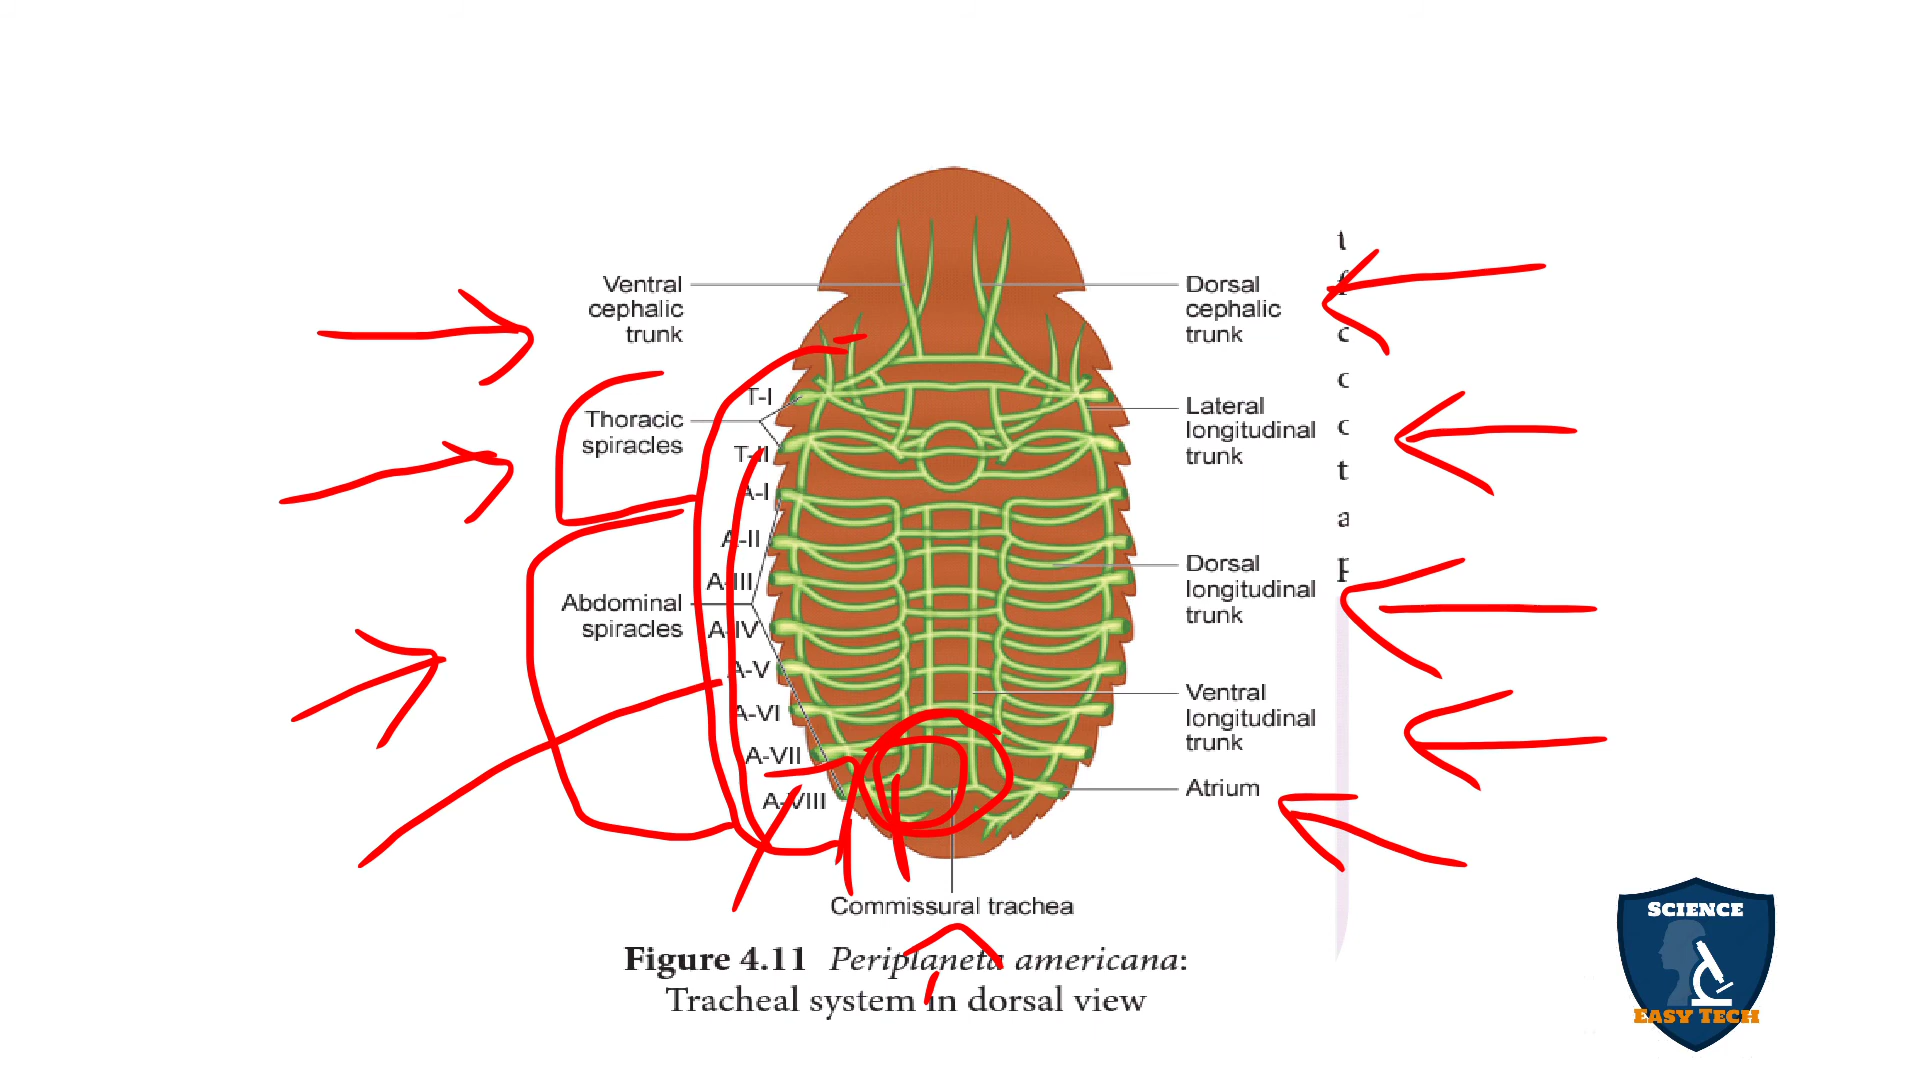 Ventral
cephalic
trunk
Thoracic
spiracles
Abdominal
spiracles
T-I
T-II
A-I
A-II
A-III
A-IV
A-V
A-VI
A-VII
A-VIII
Dorsal
cephalic
trunk
Lateral
longitudinal
trunk
Dorsal
longitudinal
trunk
Ventral
longitudinal
trunk
Atrium
Commissural trachea
Figure 4.11 Periplaneta americana:
Tracheal system in dorsal view
t
c
c
c
t
a
p
SCIENCE
EASY TECH